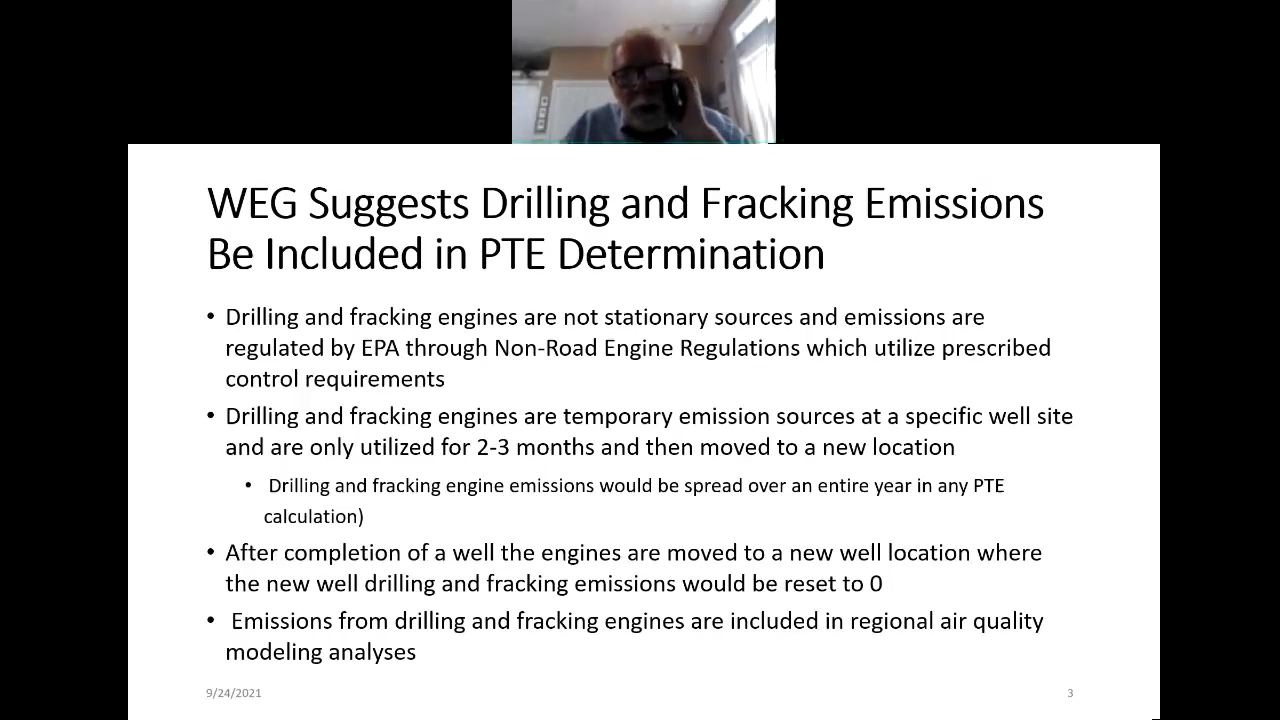 WEG Suggests Drilling and Fracking Emissions
Be Included in PTE Determination
• Drilling and fracking engines are not stationary sources and emissions are
regulated by EPA through Non-Road Engine Regulations which utilize prescribed
control requirements
• Drilling and fracking engines are temporary emission sources at a specific well site
and are only utilized for 2-3 months and then moved to a new location
• Drilling and fracking engine emissions would be spread over an entire year in any PTE
calculation)
• After completion of a well the engines are moved to a new well location where
the new well drilling and fracking emissions would be reset to 0
• Emissions from drilling and fracking engines are included in regional air quality
modeling analyses
9/24/2021
3